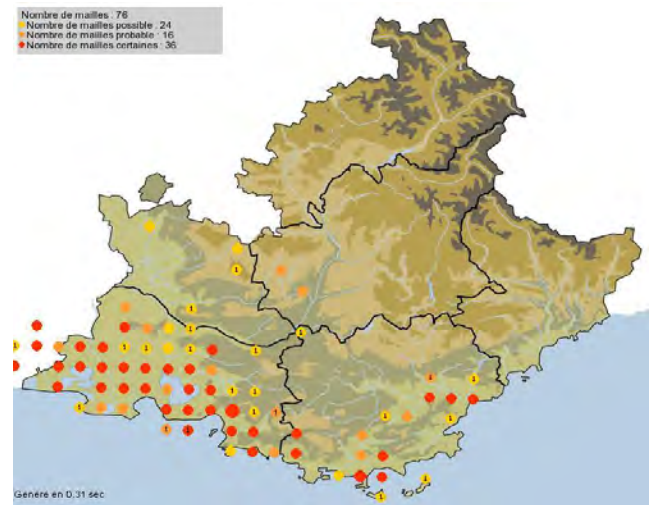 Nombre de mailles : 76
Nombre de mailles possible : 24
Nombre de mailles probable : 16
Nombre de mailles certaines : 36
Généré en 0.31 sec